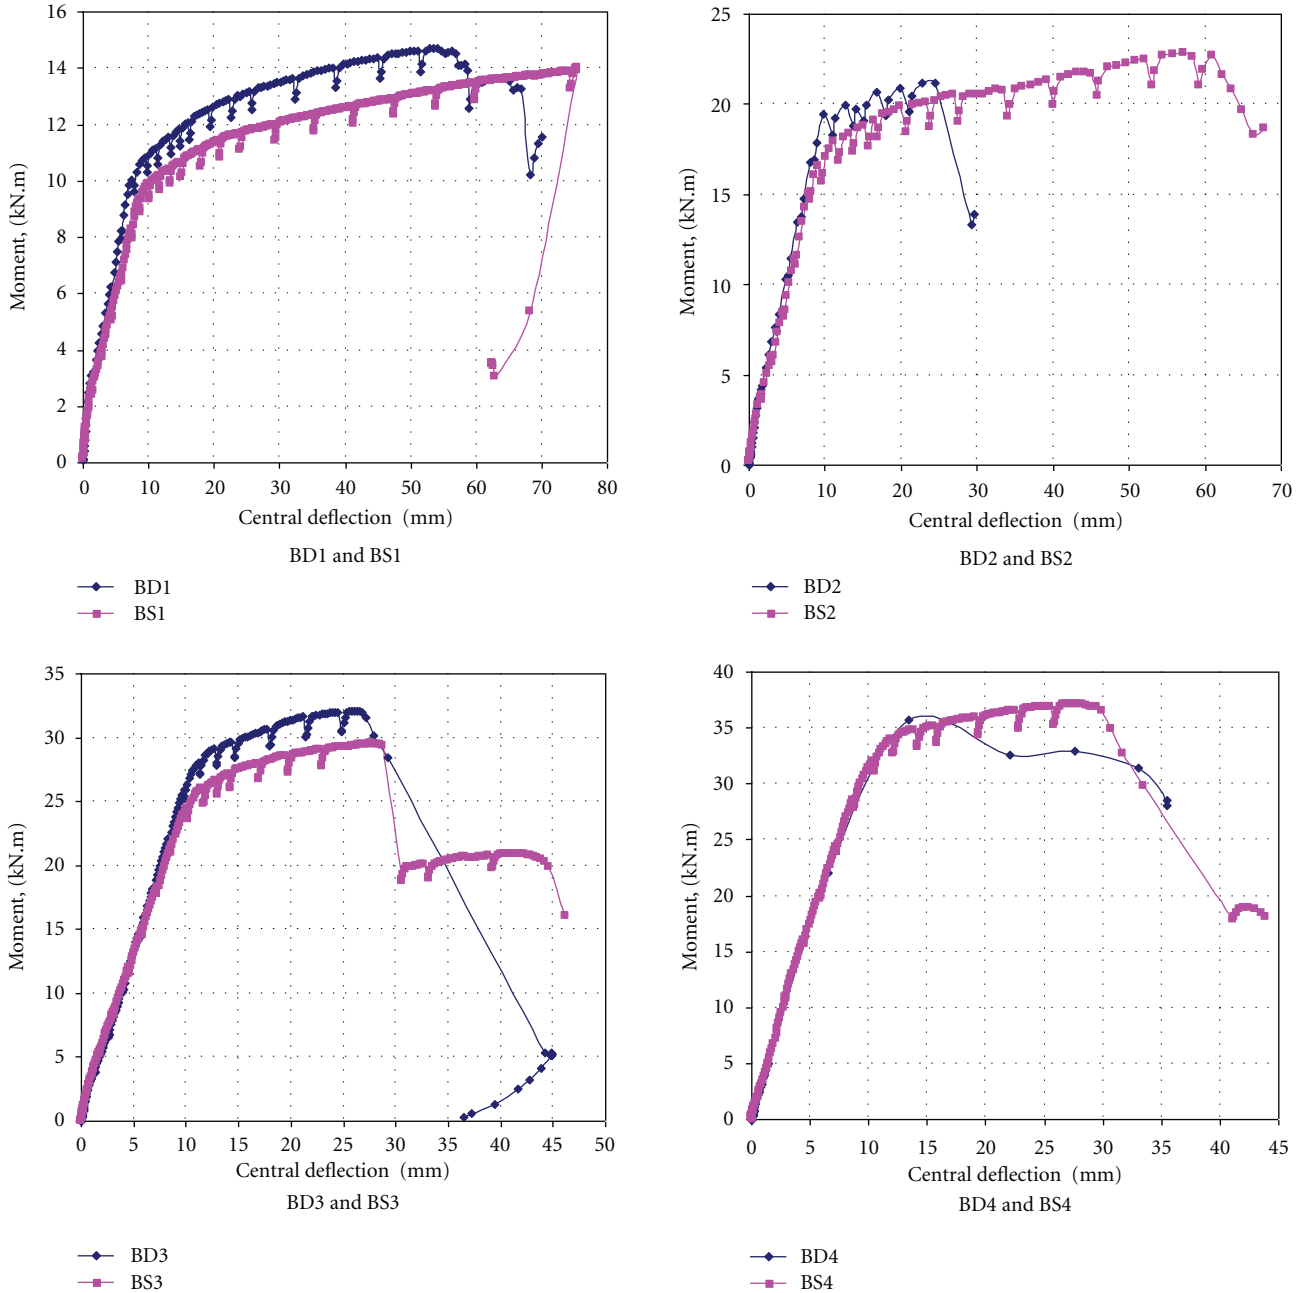 16
14
12
10
8
6
4
2
0
Moment, (kN.m)
0 10 20 30 40 50 60 70 80
Central deflection (mm)
BD1 and BS1
BD1
BS1
25
20
15
10
5
0
Moment, (kN.m)
0 10 20 30 40 50 60 70
Central deflection (mm)
BD2 and BS2
BD2
BS2
35
30
25
20
15
10
5
0
Moment, (kN.m)
0 5 10 15 20 25 30 35 40 45 50
Central deflection (mm)
BD3 and BS3
BD3
BS3
40
35
30
25
20
15
10
5
0
Moment, (kN.m)
0 5 10 15 20 25 30 35 40 45
Central deflection (mm)
BD4 and BS4
BD4
BS4